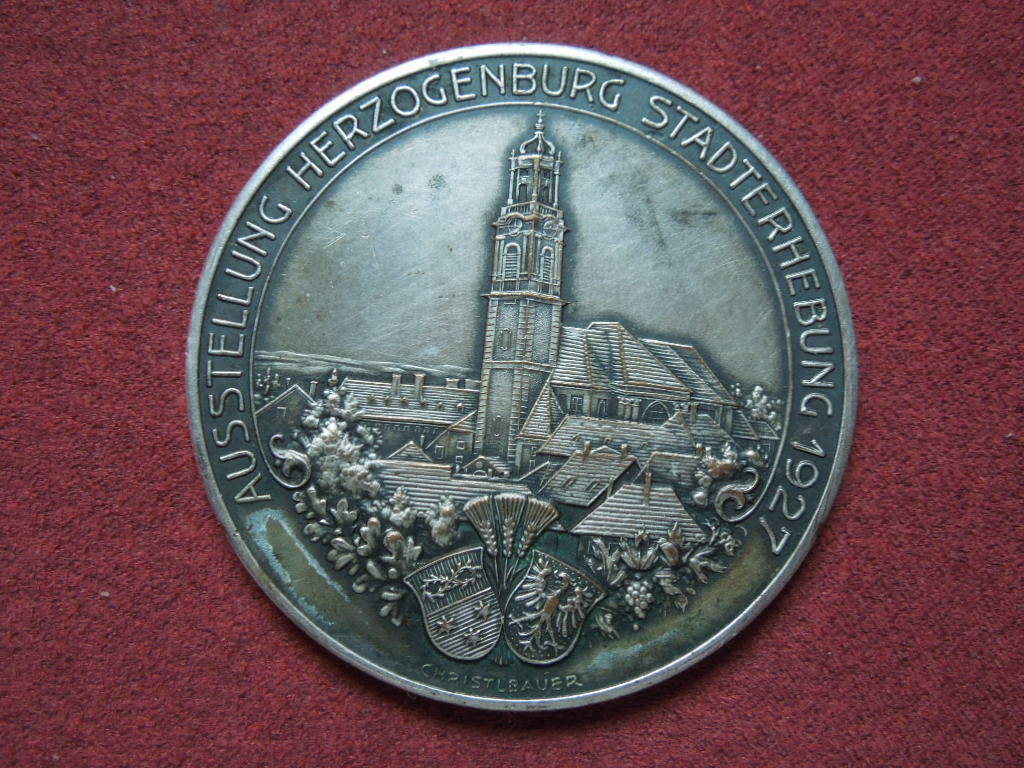 AUSSTELLUNG HERZOGENBURG STADTERHEBUNG 1927
CHRISTLBAUER